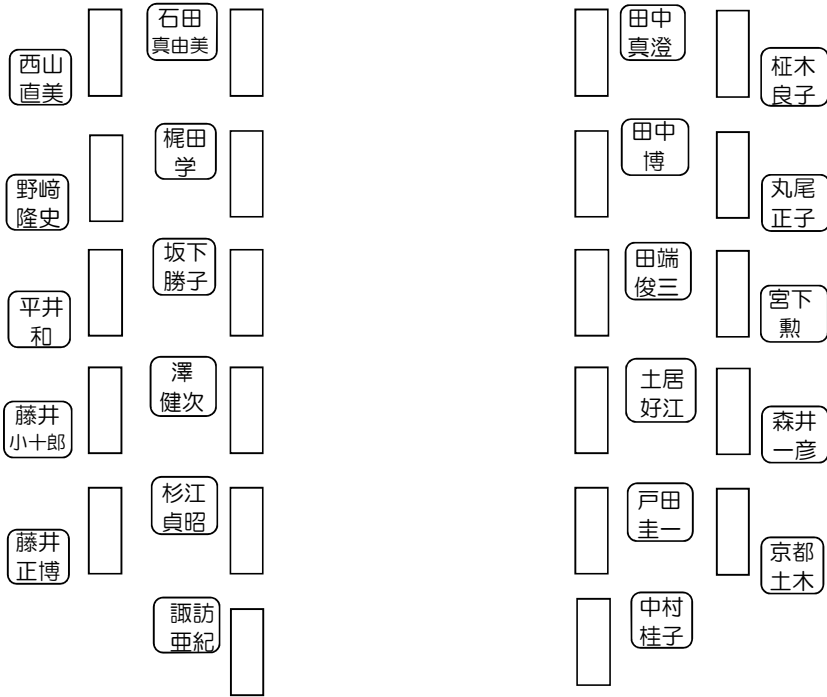 石田
真由美
西山
直美
梶田
学
野﨑
隆史
坂下
勝子
平井
和
澤
健次
藤井
小十郎
杉江
貞昭
藤井
正博
諏訪
亜紀
田中
真澄
柾木
良子
田中
博
丸尾
正子
田端
俊三
宮下
勲
土居
好江
森井
一彦
戸田
圭一
京都
土木
中村
桂子